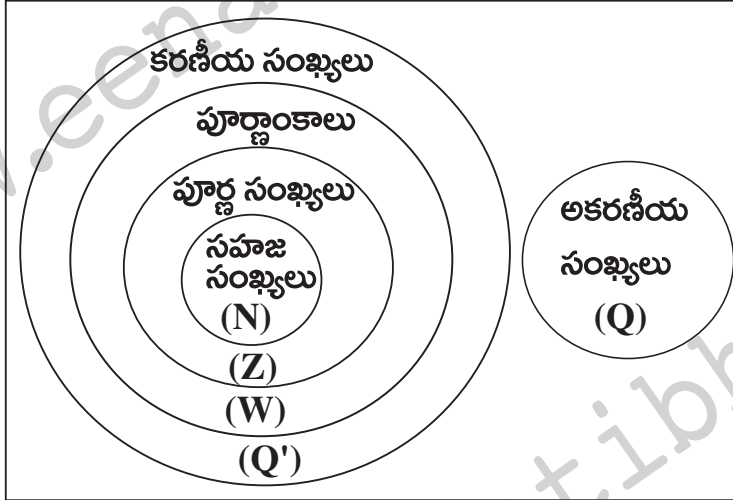 కరణీయ సంఖ్యలు
పూర్ణాంకాలు
పూర్ణ సంఖ్యలు
సహజ
సంఖ్యలు
(N)
(Z)
(W)
(Q')
అకరణీయ
సంఖ్యలు
(Q)